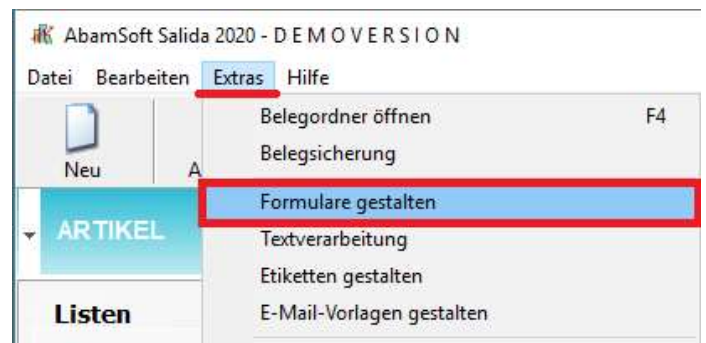 AbamSoft Salida 2020 - D E M O V E R S I O N
Datei Bearbeiten Extras Hilfe
Belegordner öffnen F4
Belegsicherung
Neu A
Formulare gestalten
ARTIKEL
Textverarbeitung
Etiketten gestalten
Listen
E-Mail-Vorlagen gestalten